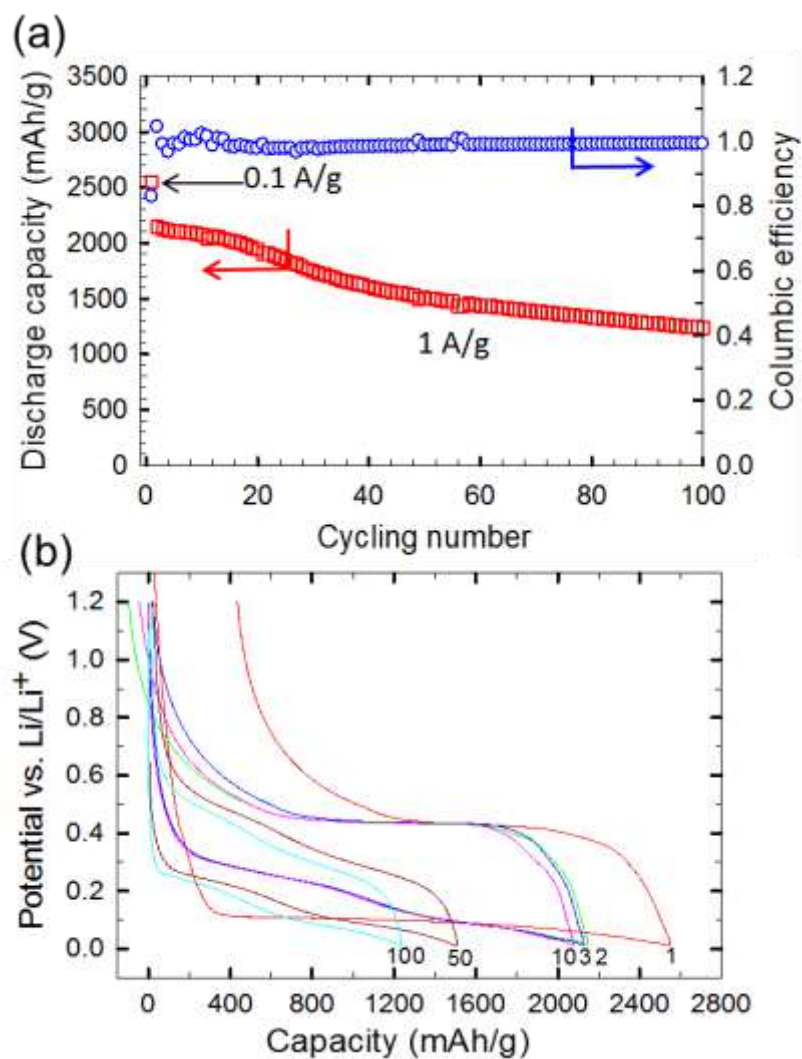 (a)
3500
3000
2500
2000
1500
1000
500
0
Discharge capacity (mAh/g)
0.1 A/g
1 A/g
1.2
1.0
0.8
0.6
0.4
0.2
0.0
Columbic efficiency
0 20 40 60 80 100
Cycling number
(b)
1.2
1.0
0.8
0.6
0.4
0.2
0.0
Potential vs. Li/Li⁺ (V)
100 50 10 3 2 1
0 400 800 1200 1600 2000 2400 2800
Capacity (mAh/g)